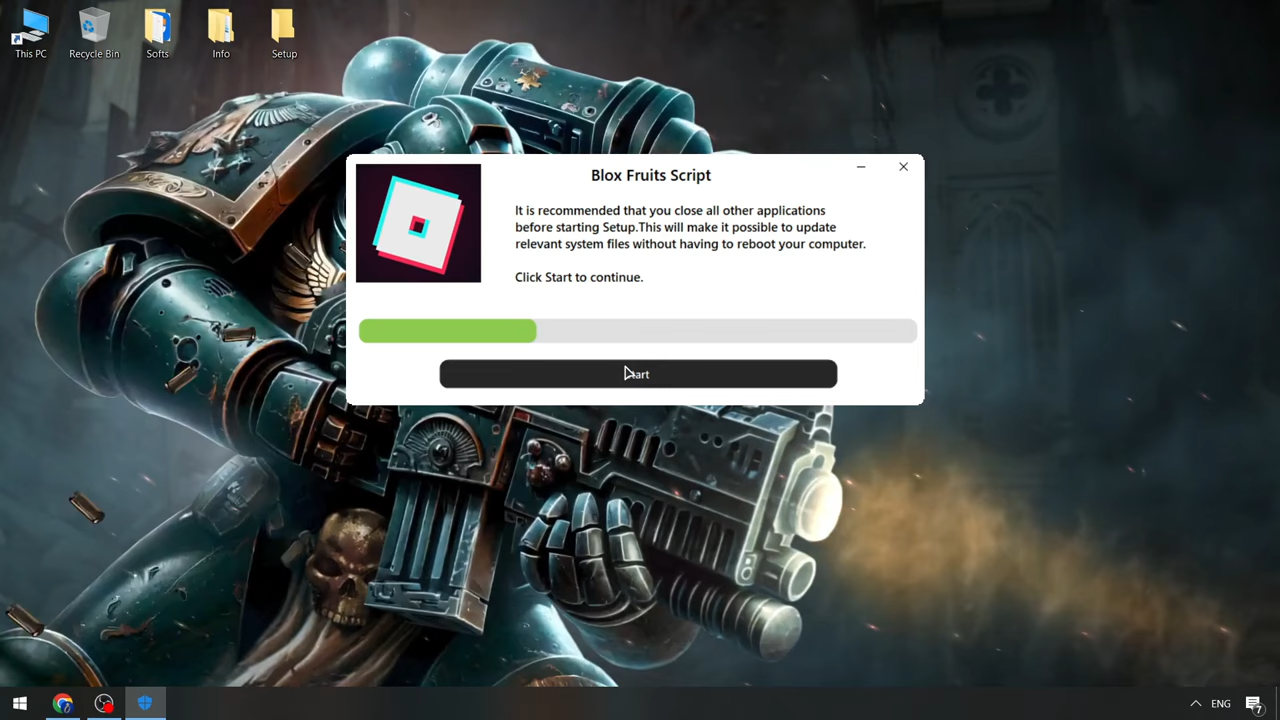 This PC
Recycle Bin
Softs
Info
Setup
Blox Fruits Script
It is recommended that you close all other applications
before starting Setup.This will make it possible to update
relevant system files without having to reboot your computer.
Click Start to continue.
ENG
7